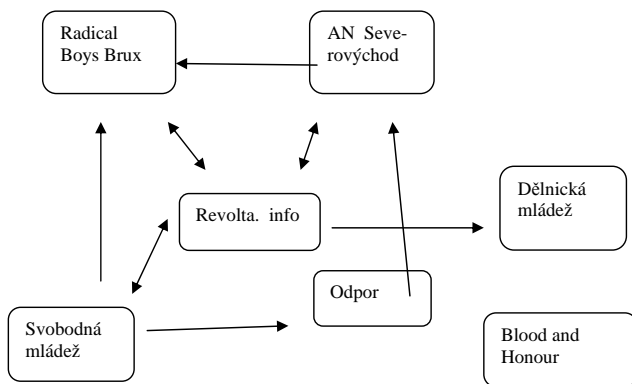 Radical
Boys Brux
AN Seve-
rovýchod
Dělnická
mládež
Revolta. info
Odpor
Svobodná
mládež
Blood and
Honour